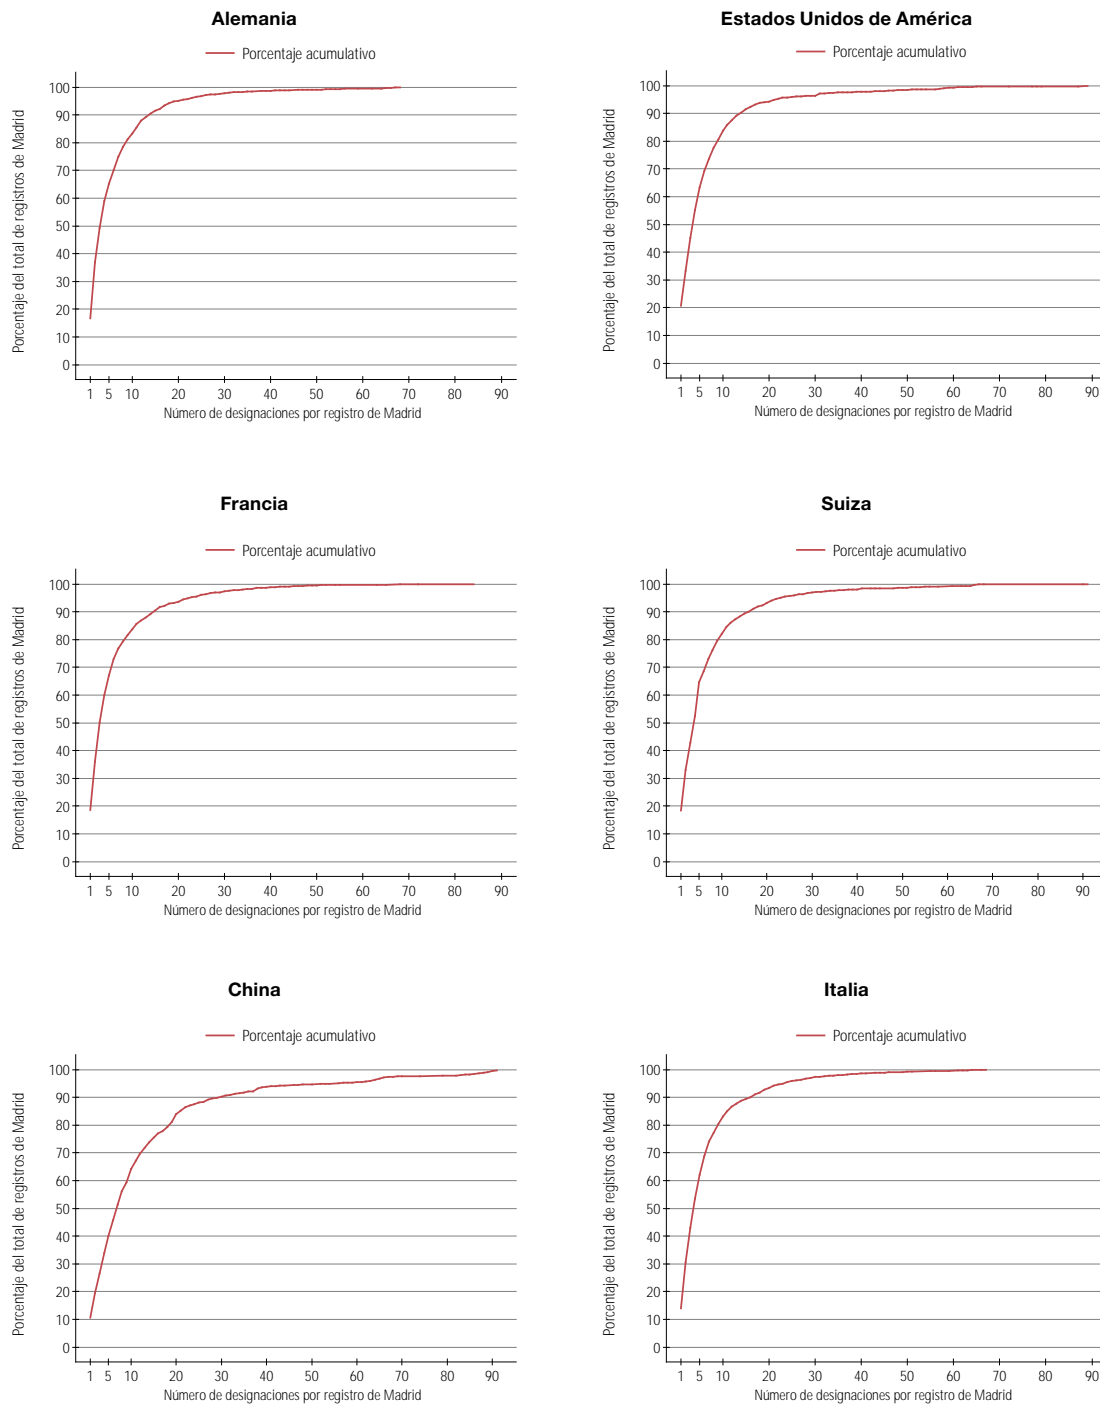 Alemania
Porcentaje acumulativo
Porcentaje del total de registros de Madrid
100
90
80
70
60
50
40
30
20
10
0
1 5 10 20 30 40 50 60 70 80 90
Número de designaciones por registro de Madrid
Estados Unidos de América
Porcentaje acumulativo
Porcentaje del total de registros de Madrid
100
90
80
70
60
50
40
30
20
10
0
1 5 10 20 30 40 50 60 70 80 90
Número de designaciones por registro de Madrid
Francia
Porcentaje acumulativo
Porcentaje del total de registros de Madrid
100
90
80
70
60
50
40
30
20
10
0
1 5 10 20 30 40 50 60 70 80 90
Número de designaciones por registro de Madrid
Suiza
Porcentaje acumulativo
Porcentaje del total de registros de Madrid
100
90
80
70
60
50
40
30
20
10
0
1 5 10 20 30 40 50 60 70 80 90
Número de designaciones por registro de Madrid
China
Porcentaje acumulativo
Porcentaje del total de registros de Madrid
100
90
80
70
60
50
40
30
20
10
0
1 5 10 20 30 40 50 60 70 80 90
Número de designaciones por registro de Madrid
Italia
Porcentaje acumulativo
Porcentaje del total de registros de Madrid
100
90
80
70
60
50
40
30
20
10
0
1 5 10 20 30 40 50 60 70 80 90
Número de designaciones por registro de Madrid